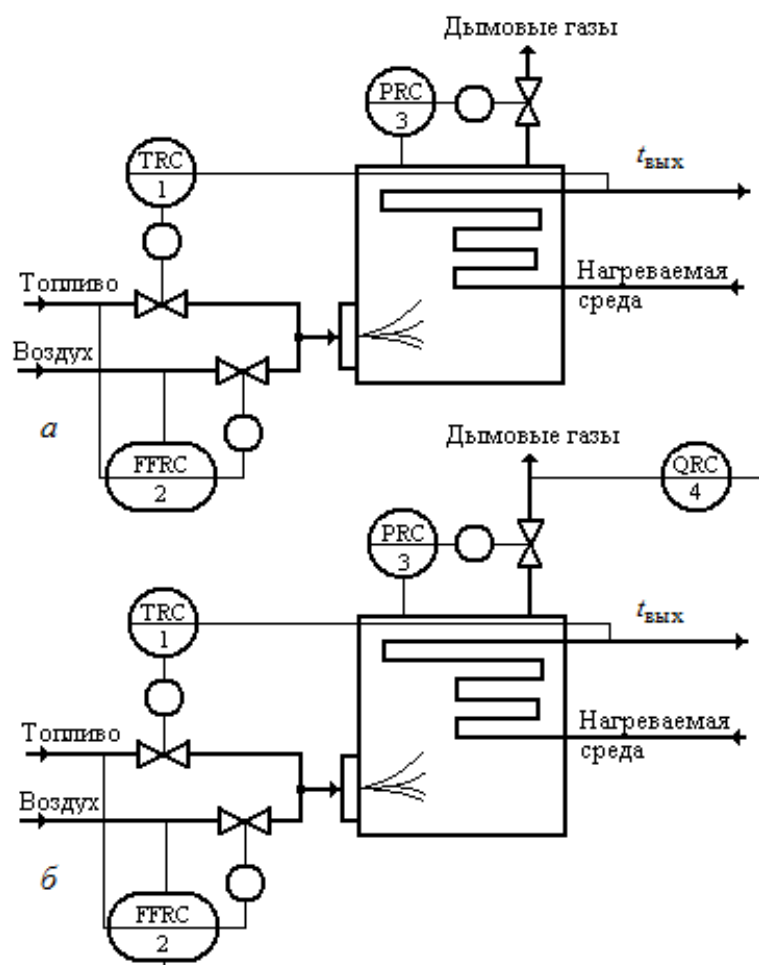 Дымовые газы
PRC
3
TRC
1
tвых
Топливо
Нагреваемая
среда
Воздух
а
FFRC
2
Дымовые газы
QRC
4
PRC
3
TRC
1
tвых
Топливо
Нагреваемая
среда
Воздух
б
FFRC
2